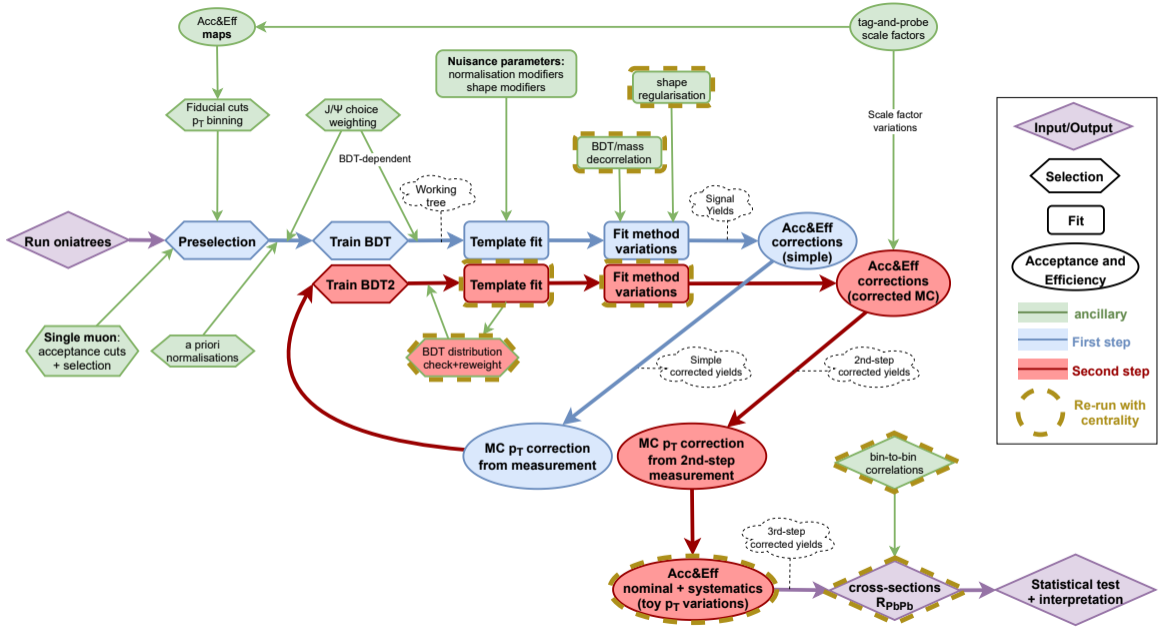 Acc&Eff
maps
tag-and-probe
scale factors
Nuisance parameters:
normalisation modifiers
shape modifiers
shape
regularisation
Fiducial cuts
pT binning
J/Ψ choice
weighting
Scale factor
variations
BDT-dependent
BDT/mass
decorrelation
Working
tree
Signal
Yields
Run oniatrees
Preselection
Train BDT
Template fit
Fit method
variations
Acc&Eff
corrections
(simple)
Train BDT2
Template fit
Fit method
variations
Acc&Eff
corrections
(corrected MC)
Single muon:
acceptance cuts
+ selection
a priori
normalisations
BDT distribution
check+reweight
Simple
corrected yields
2nd-step
corrected yields
MC pT correction
from measurement
MC pT correction
from 2nd-step
measurement
bin-to-bin
correlations
3rd-step
corrected yields
Acc&Eff
nominal + systematics
(toy pT variations)
cross-sections
RPbPb
Statistical test
+ interpretation
Input/Output
Selection
Fit
Acceptance and
Efficiency
ancillary
First step
Second step
Re-run with
centrality